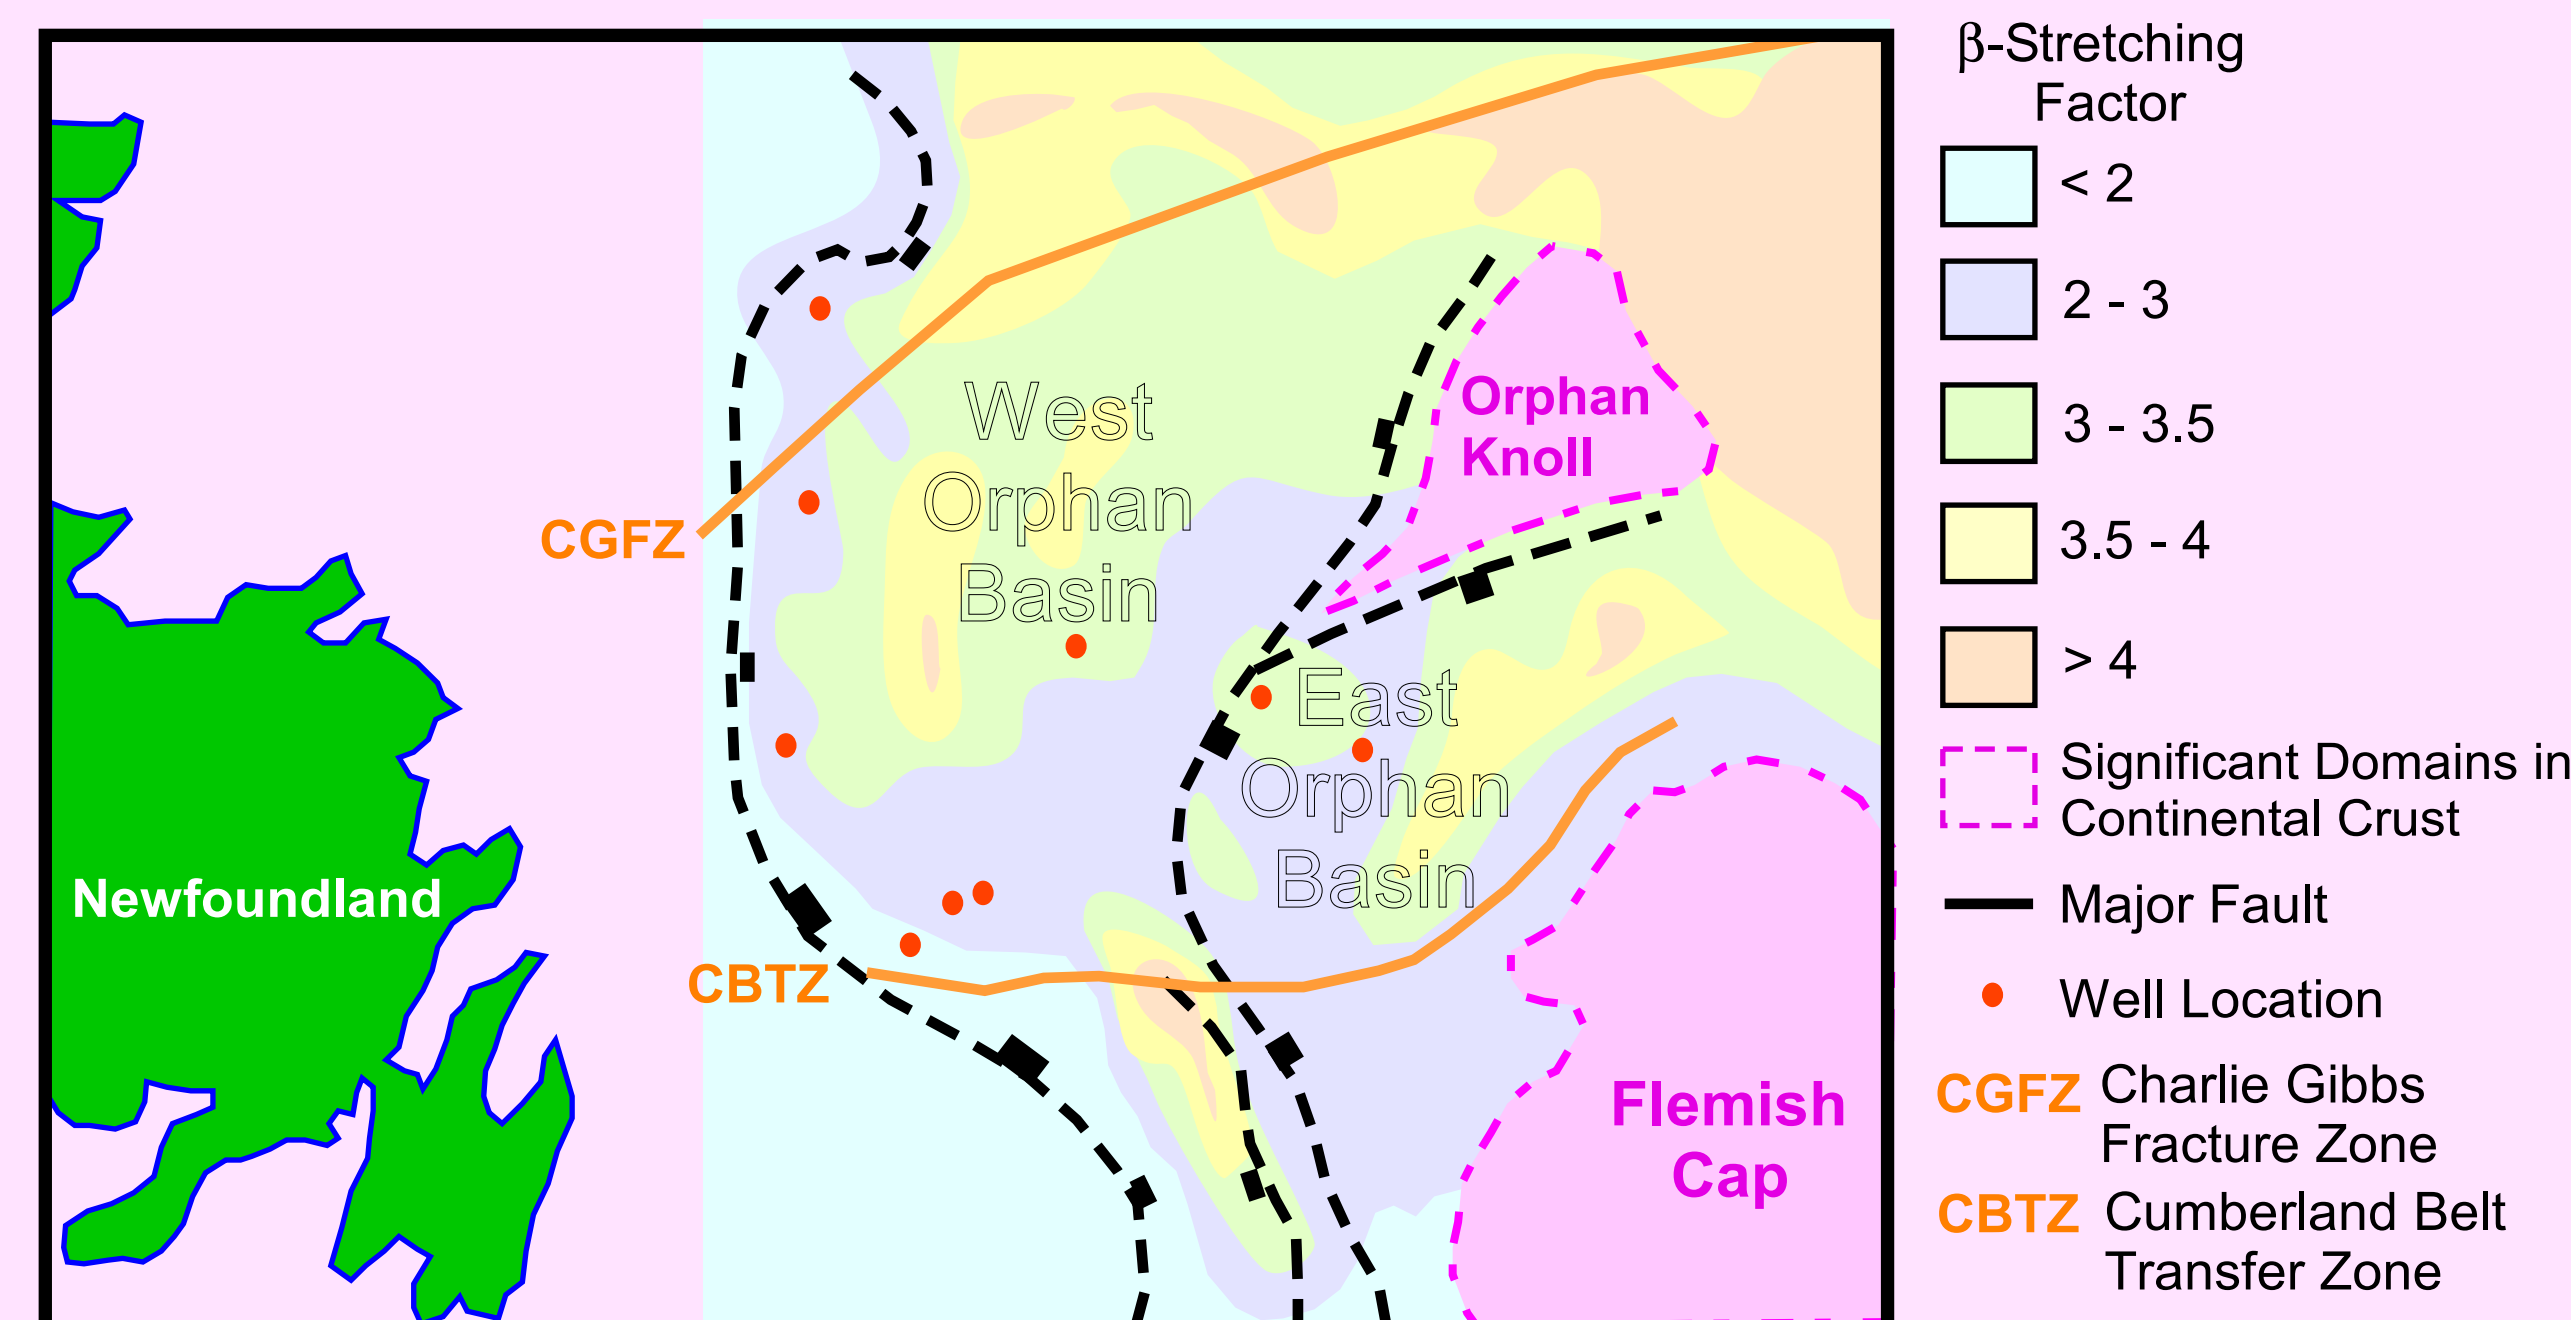 β-Stretching
Factor
< 2
2 - 3
3 - 3.5
3.5 - 4
> 4
Significant Domains in
Continental Crust
Major Fault
Well Location
CGFZ Charlie Gibbs
Fracture Zone
CBTZ Cumberland Belt
Transfer Zone
West
Orphan
Basin
Orphan
Knoll
CGFZ
East
Orphan
Basin
Newfoundland
CBTZ
Flemish
Cap